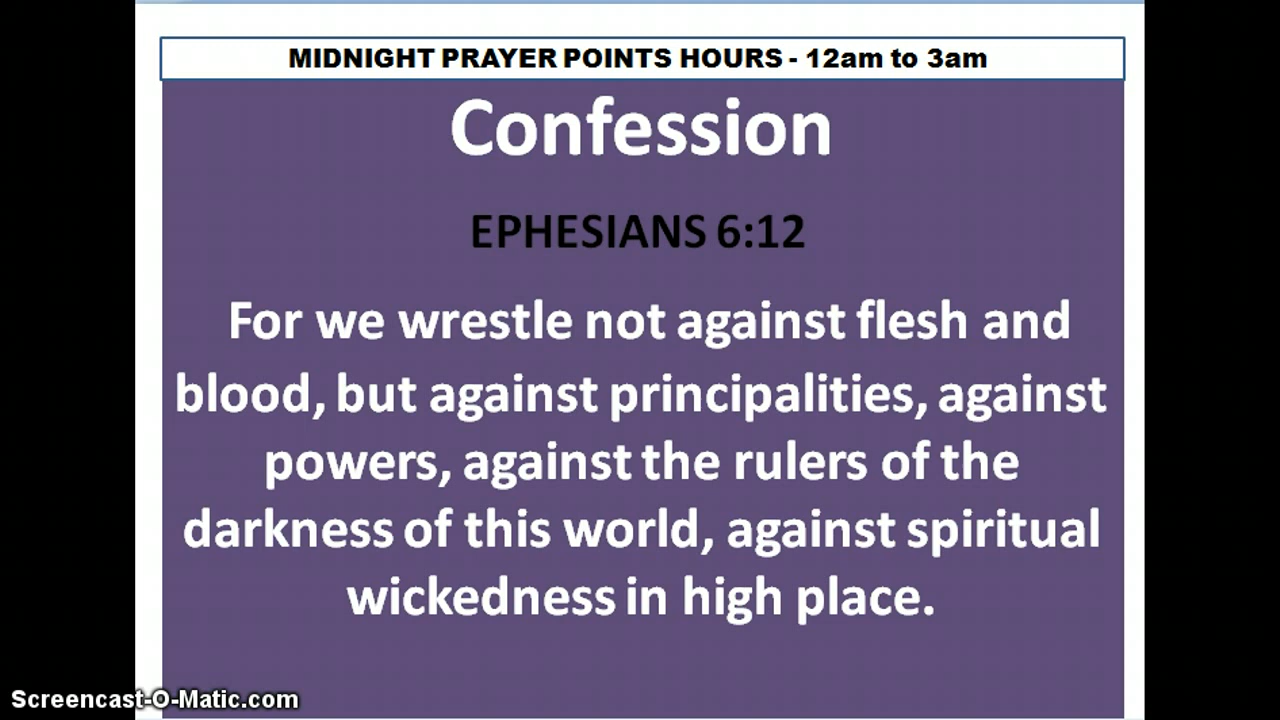 MIDNIGHT PRAYER POINTS HOURS - 12am to 3am
Confession
EPHESIANS 6:12
For we wrestle not against flesh and
blood, but against principalities, against
powers, against the rulers of the
darkness of this world, against spiritual
wickedness in high place.
Screencast-O-Matic.com